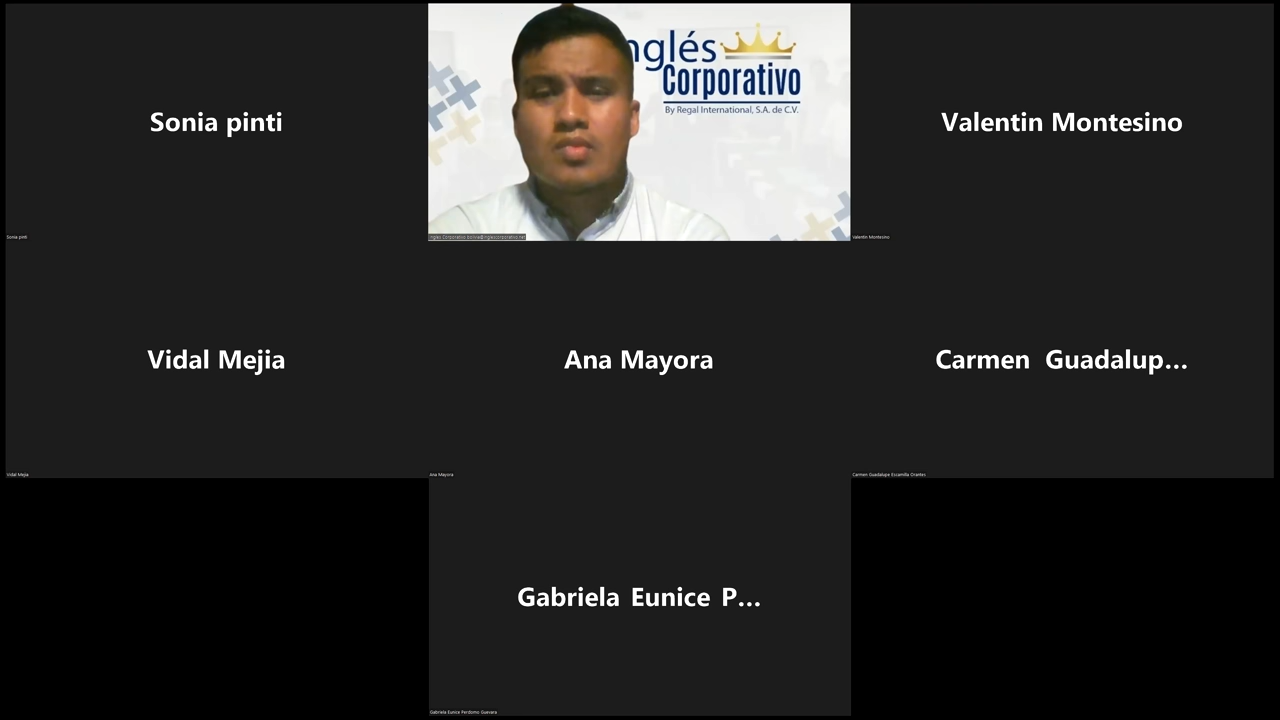 Sonia pinti
nglés
Corporativo
By Regal International, S.A. de C.V.
Valentin Montesino
Sonia pinti
Valentin Montesino
Vidal Mejia
Ana Mayora
Carmen Guadalup...
Vidal Mejia
Ana Mayora
Carmen Guadalupe Escamilla Orantes
Gabriela Eunice P...
Gabriela Eunice Perdomo Guevara